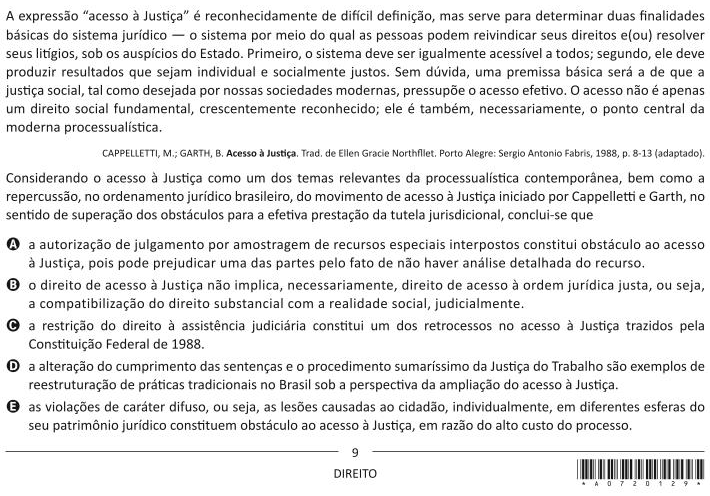 A expressão “acesso à Justiça” é reconhecidamente de difícil definição, mas serve para determinar duas finalidades
básicas do sistema jurídico — o sistema por meio do qual as pessoas podem reivindicar seus direitos e(ou) resolver
seus litígios, sob os auspícios do Estado. Primeiro, o sistema deve ser igualmente acessível a todos; segundo, ele deve
produzir resultados que sejam individual e socialmente justos. Sem dúvida, uma premissa básica será a de que a
justiça social, tal como desejada por nossas sociedades modernas, pressupõe o acesso efetivo. O acesso não é apenas
um direito social fundamental, crescentemente reconhecido; ele é também, necessariamente, o ponto central da
moderna processualística.
CAPPELLETTI, M.; GARTH, B. Acesso à Justiça. Trad. de Ellen Gracie Northfllet. Porto Alegre: Sergio Antonio Fabris, 1988, p. 8-13 (adaptado).
Considerando o acesso à Justiça como um dos temas relevantes da processualística contemporânea, bem como a
repercussão, no ordenamento jurídico brasileiro, do movimento de acesso à Justiça iniciado por Cappelletti e Garth, no
sentido de superação dos obstáculos para a efetiva prestação da tutela jurisdicional, conclui-se que
A a autorização de julgamento por amostragem de recursos especiais interpostos constitui obstáculo ao acesso
à Justiça, pois pode prejudicar uma das partes pelo fato de não haver análise detalhada do recurso.
B o direito de acesso à Justiça não implica, necessariamente, direito de acesso à ordem jurídica justa, ou seja,
a compatibilização do direito substancial com a realidade social, judicialmente.
C a restrição do direito à assistência judiciária constitui um dos retrocessos no acesso à Justiça trazidos pela
Constituição Federal de 1988.
D a alteração do cumprimento das sentenças e o procedimento sumaríssimo da Justiça do Trabalho são exemplos de
reestruturação de práticas tradicionais no Brasil sob a perspectiva da ampliação do acesso à Justiça.
E as violações de caráter difuso, ou seja, as lesões causadas ao cidadão, individualmente, em diferentes esferas do
seu patrimônio jurídico constituem obstáculo ao acesso à Justiça, em razão do alto custo do processo.
9
DIREITO
* A 0 7 2 0 1 2 9 *